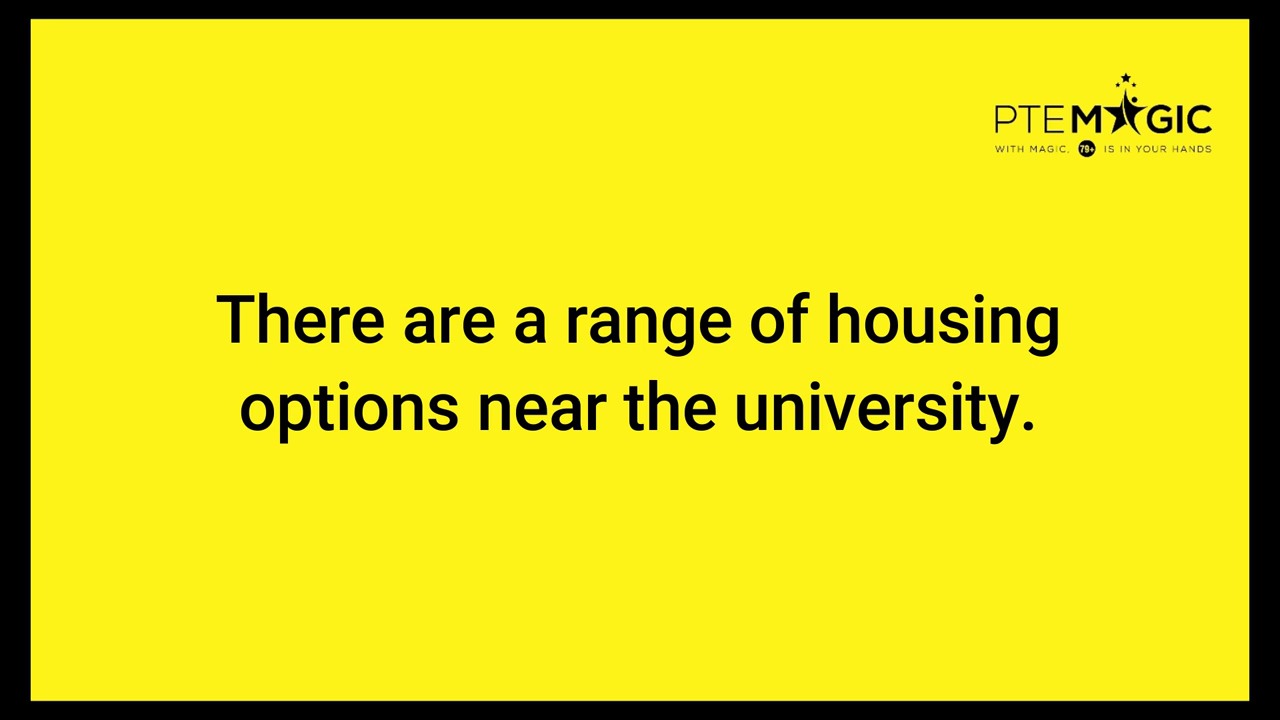 PTEMAGIC
WITH MAGIC, 79+ IS IN YOUR HANDS
There are a range of housing
options near the university.